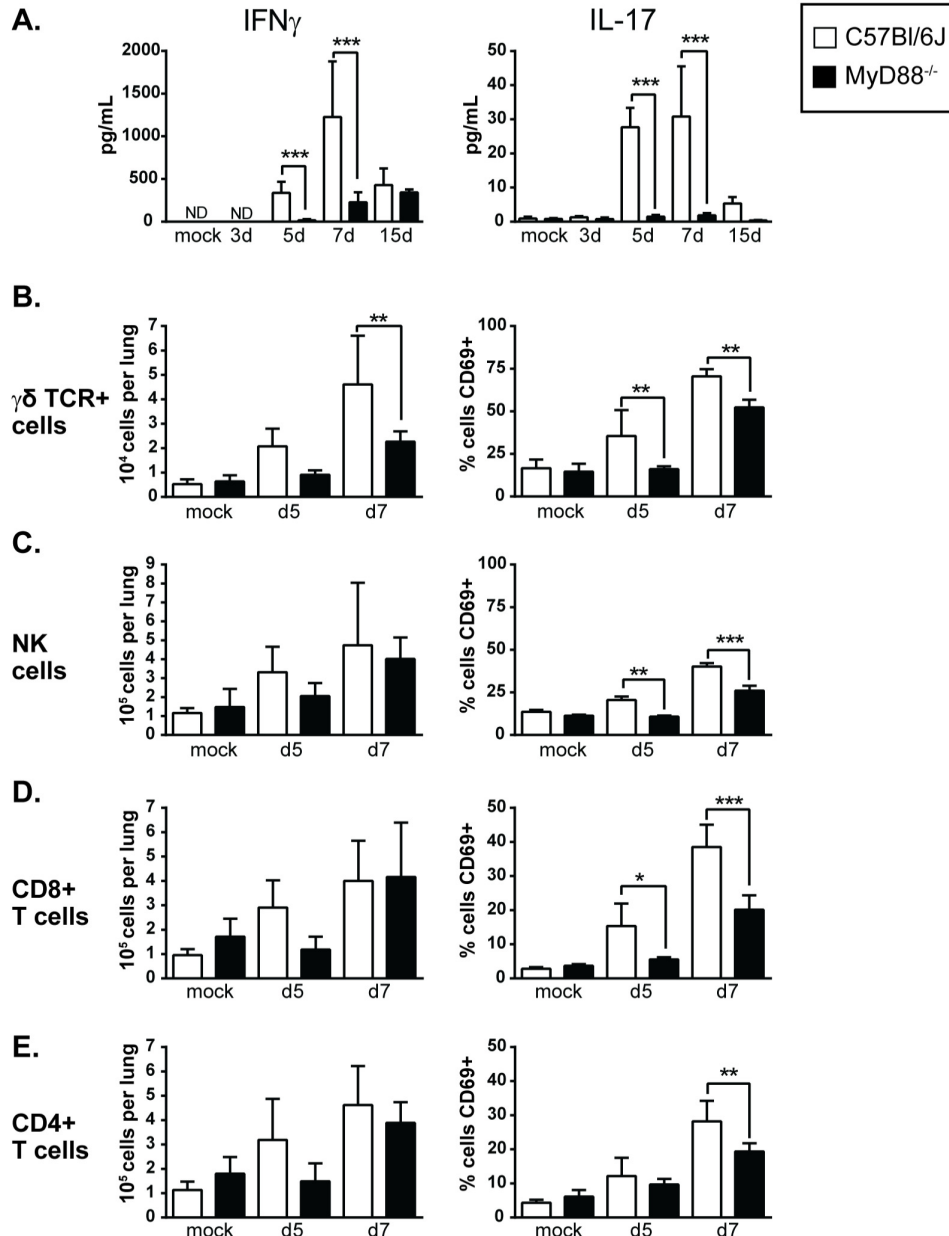 A.
IFNγ
IL-17
C57Bl/6J
MyD88-/-
pg/mL
2000
1500
1000
500
0
***
***
ND
ND
mock 3d 5d 7d 15d
pg/mL
50
40
30
20
10
0
***
***
mock 3d 5d 7d 15d
B.
γδ TCR+
cells
10⁴ cells per lung
7
6
5
4
3
2
1
0
**
mock d5 d7
% cells CD69+
100
75
50
25
0
**
**
mock d5 d7
C.
NK
cells
10⁵ cells per lung
9
8
7
6
5
4
3
2
1
0
mock d5 d7
% cells CD69+
100
75
50
25
0
**
***
mock d5 d7
D.
CD8+
T cells
10⁵ cells per lung
7
6
5
4
3
2
1
0
mock d5 d7
% cells CD69+
50
40
30
20
10
0
*
***
mock d5 d7
E.
CD4+
T cells
10⁵ cells per lung
7
6
5
4
3
2
1
0
mock d5 d7
% cells CD69+
50
40
30
20
10
0
**
mock d5 d7